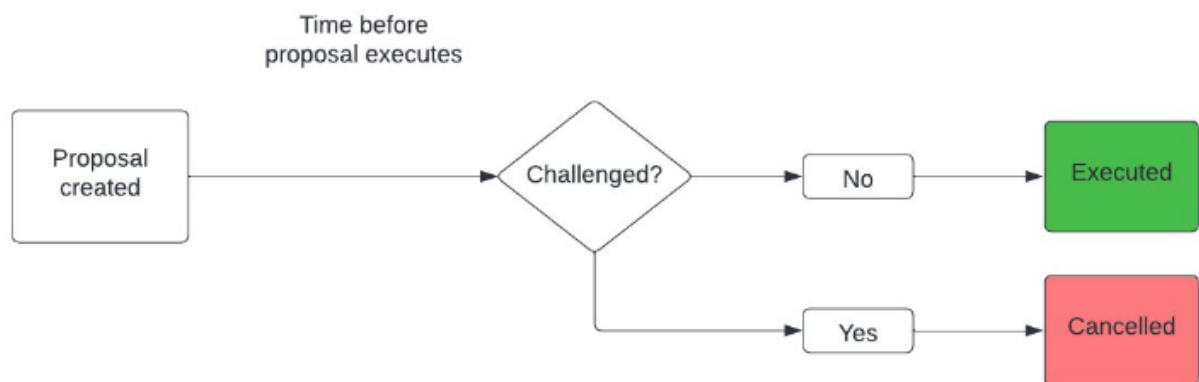 Time before
proposal executes
Proposal
created
Challenged?
No
Executed
Yes
Cancelled